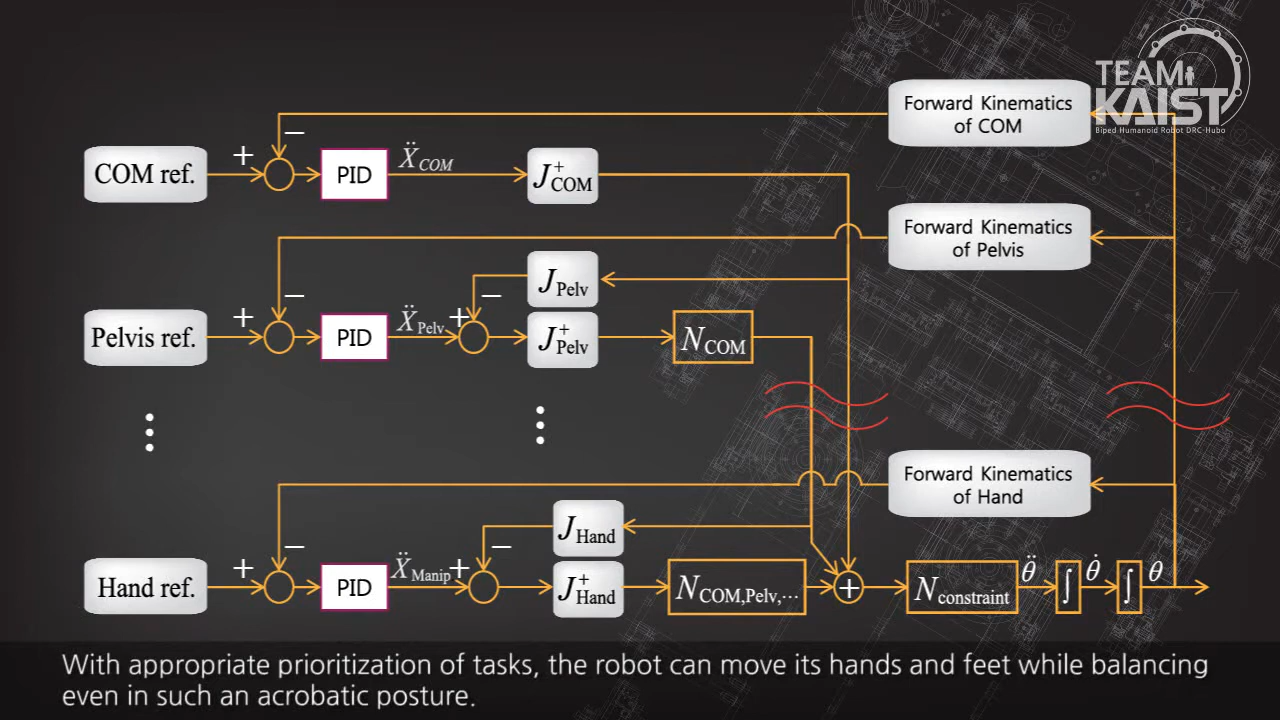 TEAM
KAIST
Biped Humanoid Robot DRC-Hubo
Forward Kinematics
of COM
COM ref.
+
−
PID
Ẍ_COM
J⁺_COM
Forward Kinematics
of Pelvis
J_Pelv
Pelvis ref.
+
−
PID
Ẍ_Pelv
+
−
J⁺_Pelv
N_COM
⋮
⋮
Forward Kinematics
of Hand
J_Hand
Hand ref.
+
−
PID
Ẍ_Manip
+
−
J⁺_Hand
N_COM,Pelv,…
+
N_constraint
θ̈
∫
θ̇
∫
θ
With appropriate prioritization of tasks, the robot can move its hands and feet while balancing
even in such an acrobatic posture.